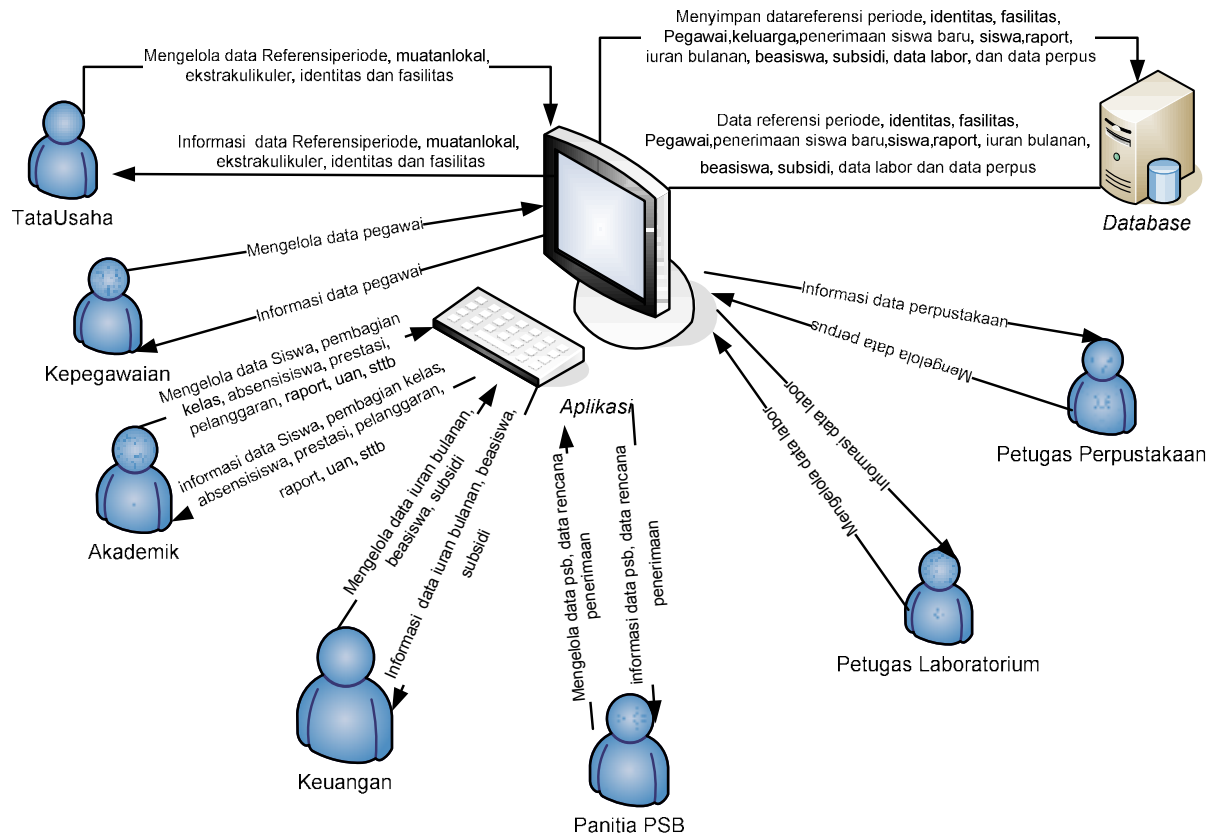 Mengelola data Referensiperiode, muatanlokal,
ekstrakulikuler, identitas dan fasilitas
Informasi data Referensiperiode, muatanlokal,
ekstrakulikuler, identitas dan fasilitas
TataUsaha
Menyimpan datareferensi periode, identitas, fasilitas,
Pegawai,keluarga,penerimaan siswa baru, siswa,raport,
iuran bulanan, beasiswa, subsidi, data labor, dan data perpus
Data referensi periode, identitas, fasilitas,
Pegawai,penerimaan siswa baru,siswa,raport, iuran bulanan,
beasiswa, subsidi, data labor dan data perpus
Database
Mengelola data pegawai
Informasi data pegawai
Kepegawaian
Mengelola data Siswa, pembagian
kelas, absensisiswa, prestasi,
pelanggaran, raport, uan, sttb
informasi data Siswa, pembagian kelas,
absensisiswa, prestasi, pelanggaran,
raport, uan, sttb
Akademik
Aplikasi
Mengelola data iuran bulanan,
beasiswa, subsidi
Informasi data iuran bulanan, beasiswa,
subsidi
Keuangan
Mengelola data psb, data rencana
penerimaan
informasi data psb, data rencana
penerimaan
Panitia PSB
Informasi data labor
Mengelola data labor
Petugas Laboratorium
Informasi data perpustakaan
Mengelola data perpus
Petugas Perpustakaan